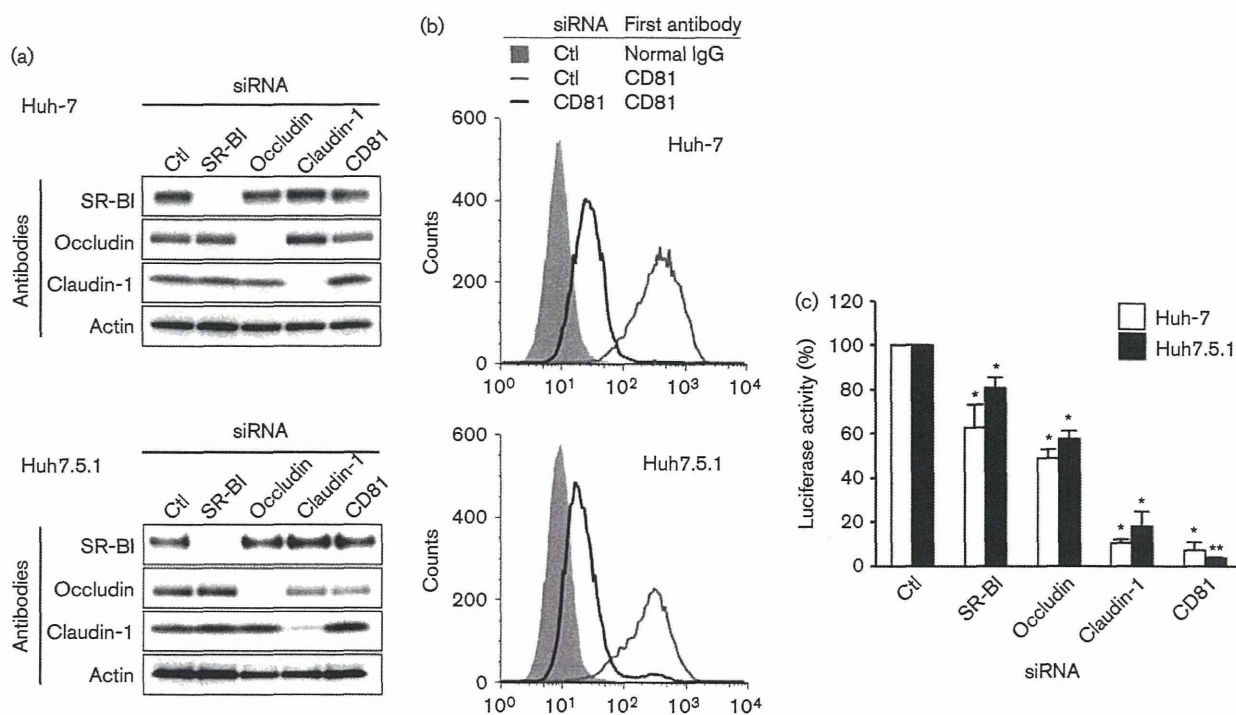 (a)
siRNA
Huh-7
Ctl
SR-BI
Occludin
Claudin-1
CD81
Antibodies
SR-BI
Occludin
Claudin-1
Actin
siRNA
Huh7.5.1
Ctl
SR-BI
Occludin
Claudin-1
CD81
Antibodies
SR-BI
Occludin
Claudin-1
Actin
(b)
siRNA First antibody
Ctl Normal IgG
Ctl CD81
CD81 CD81
600
400
200
0
Counts
Huh-7
10⁰ 10¹ 10² 10³ 10⁴
600
400
200
0
Counts
Huh7.5.1
10⁰ 10¹ 10² 10³ 10⁴
(c)
120
100
80
60
40
20
0
Luciferase activity (%)
Huh-7
Huh7.5.1
* * * * * * * **
Ctl
SR-BI
Occludin
Claudin-1
CD81
siRNA